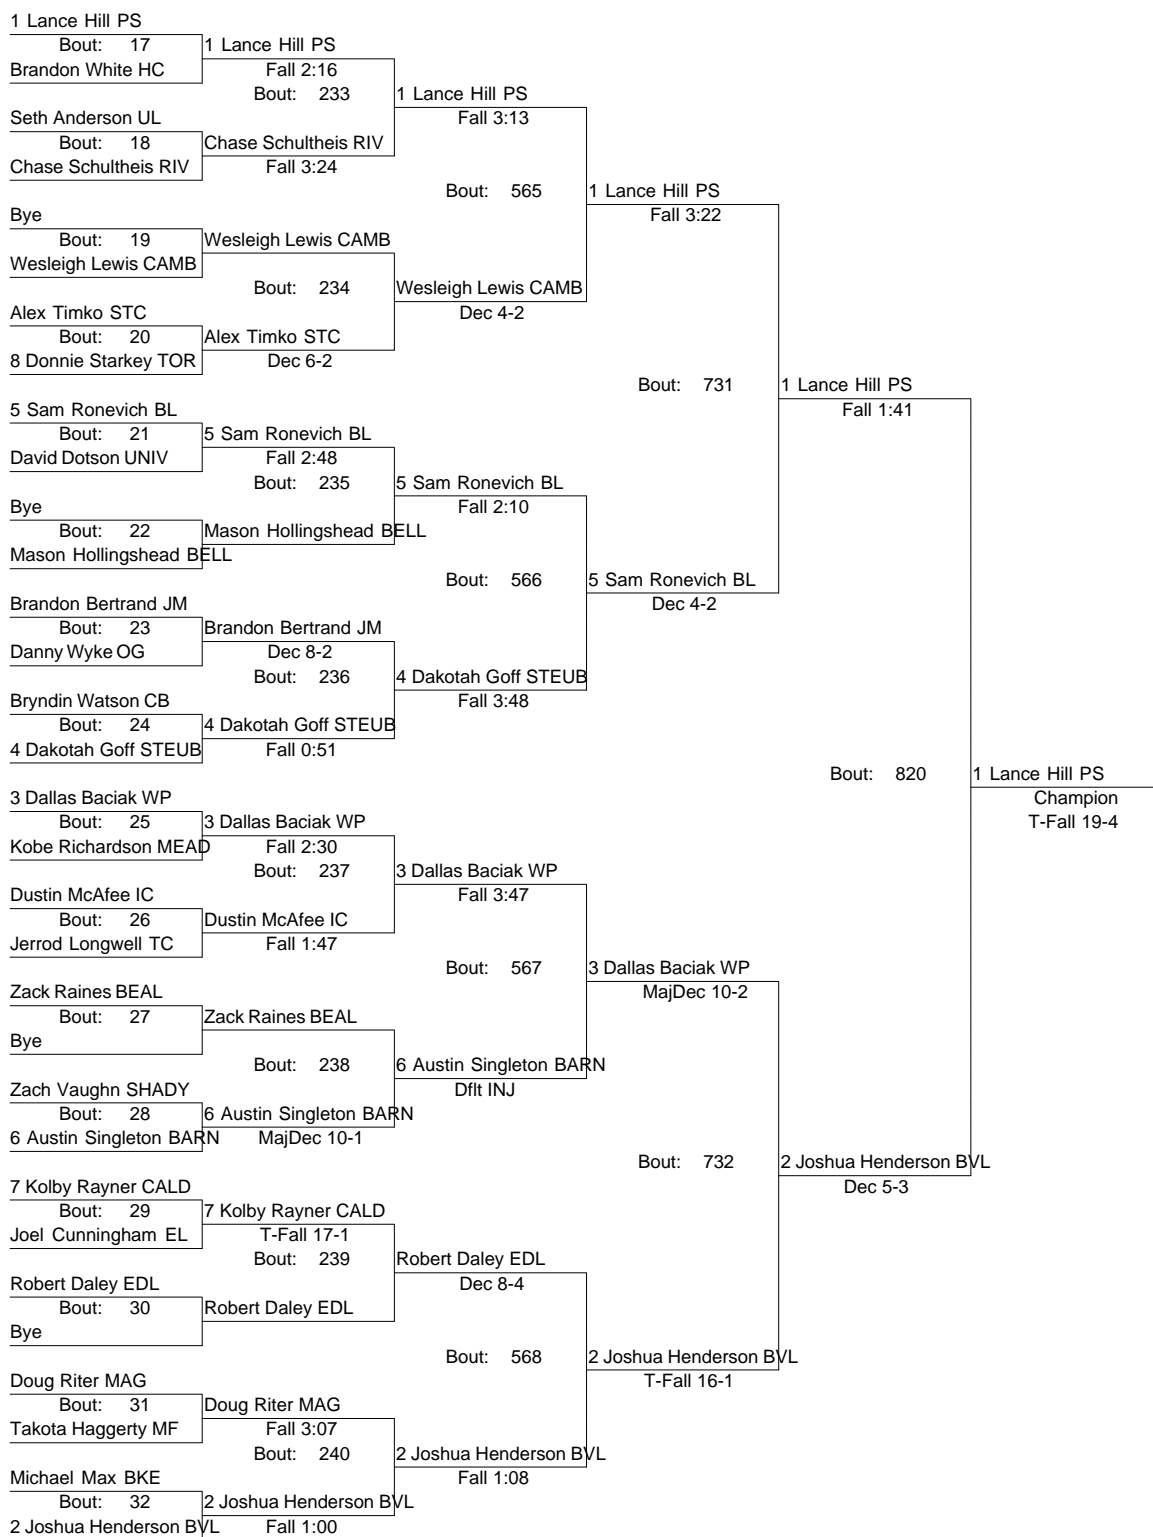 1 Lance Hill PS
Bout: 17
Brandon White HC
Seth Anderson UL
Bout: 18
Chase Schultheis RIV
Bye
Bout: 19
Wesleigh Lewis CAMB
Alex Timko STC
Bout: 20
8 Donnie Starkey TOR
5 Sam Ronevich BL
Bout: 21
David Dotson UNIV
Bye
Bout: 22
Mason Hollingshead BELL
Brandon Bertrand JM
Bout: 23
Danny Wyke OG
Bryndin Watson CB
Bout: 24
4 Dakotah Goff STEUB
3 Dallas Baciak WP
Bout: 25
Kobe Richardson MEAD
Dustin McAfee IC
Bout: 26
Jerrod Longwell TC
Zack Raines BEAL
Bout: 27
Bye
Zach Vaughn SHADY
Bout: 28
6 Austin Singleton BARN
7 Kolby Rayner CALD
Bout: 29
Joel Cunningham EL
Robert Daley EDL
Bout: 30
Bye
Doug Riter MAG
Bout: 31
Takota Haggerty MF
Michael Max BKE
Bout: 32
2 Joshua Henderson BVL
1 Lance Hill PS
Fall 2:16
Bout: 233
Chase Schultheis RIV
Fall 3:24
Wesleigh Lewis CAMB
Bout: 234
Alex Timko STC
Dec 6-2
5 Sam Ronevich BL
Fall 2:48
Bout: 235
Mason Hollingshead BELL
Brandon Bertrand JM
Dec 8-2
Bout: 236
4 Dakotah Goff STEUB
Fall 0:51
3 Dallas Baciak WP
Fall 2:30
Bout: 237
Dustin McAfee IC
Fall 1:47
Zack Raines BEAL
Bout: 238
6 Austin Singleton BARN
MajDec 10-1
7 Kolby Rayner CALD
T-Fall 17-1
Bout: 239
Robert Daley EDL
Doug Riter MAG
Fall 3:07
Bout: 240
2 Joshua Henderson BVL
Fall 1:00
1 Lance Hill PS
Fall 3:13
Bout: 565
Wesleigh Lewis CAMB
Dec 4-2
5 Sam Ronevich BL
Fall 2:10
Bout: 566
4 Dakotah Goff STEUB
Fall 3:48
3 Dallas Baciak WP
Fall 3:47
Bout: 567
6 Austin Singleton BARN
Dflt INJ
Robert Daley EDL
Dec 8-4
Bout: 568
2 Joshua Henderson BVL
Fall 1:08
1 Lance Hill PS
Fall 3:22
Bout: 731
5 Sam Ronevich BL
Dec 4-2
3 Dallas Baciak WP
MajDec 10-2
Bout: 732
2 Joshua Henderson BVL
T-Fall 16-1
1 Lance Hill PS
Fall 1:41
Bout: 820
2 Joshua Henderson BVL
Dec 5-3
1 Lance Hill PS
Champion
T-Fall 19-4